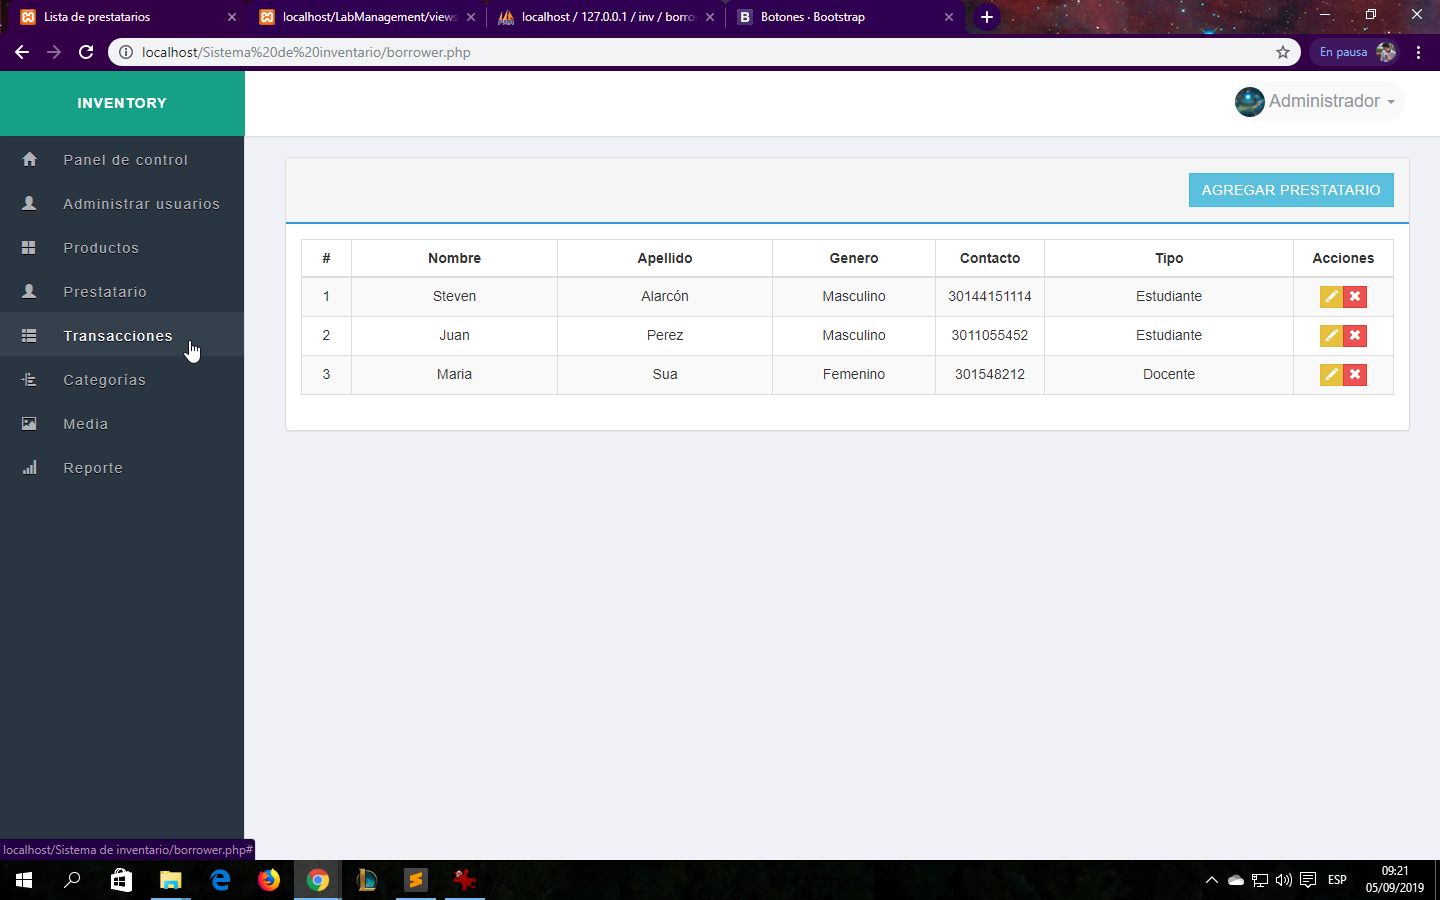 Lista de prestatarios
localhost/LabManagement/views
localhost / 127.0.0.1 / inv / borro
B Botones · Bootstrap
localhost/Sistema%20de%20inventario/borrower.php
En pausa
INVENTORY
Administrador
Panel de control
Administrar usuarios
Productos
Prestatario
Transacciones
Categorías
Media
Reporte
AGREGAR PRESTATARIO
# Nombre Apellido Genero Contacto Tipo Acciones
1 Steven Alarcón Masculino 30144151114 Estudiante
2 Juan Perez Masculino 3011055452 Estudiante
3 Maria Sua Femenino 301548212 Docente
localhost/Sistema de inventario/borrower.php#
ESP
09:21
05/09/2019